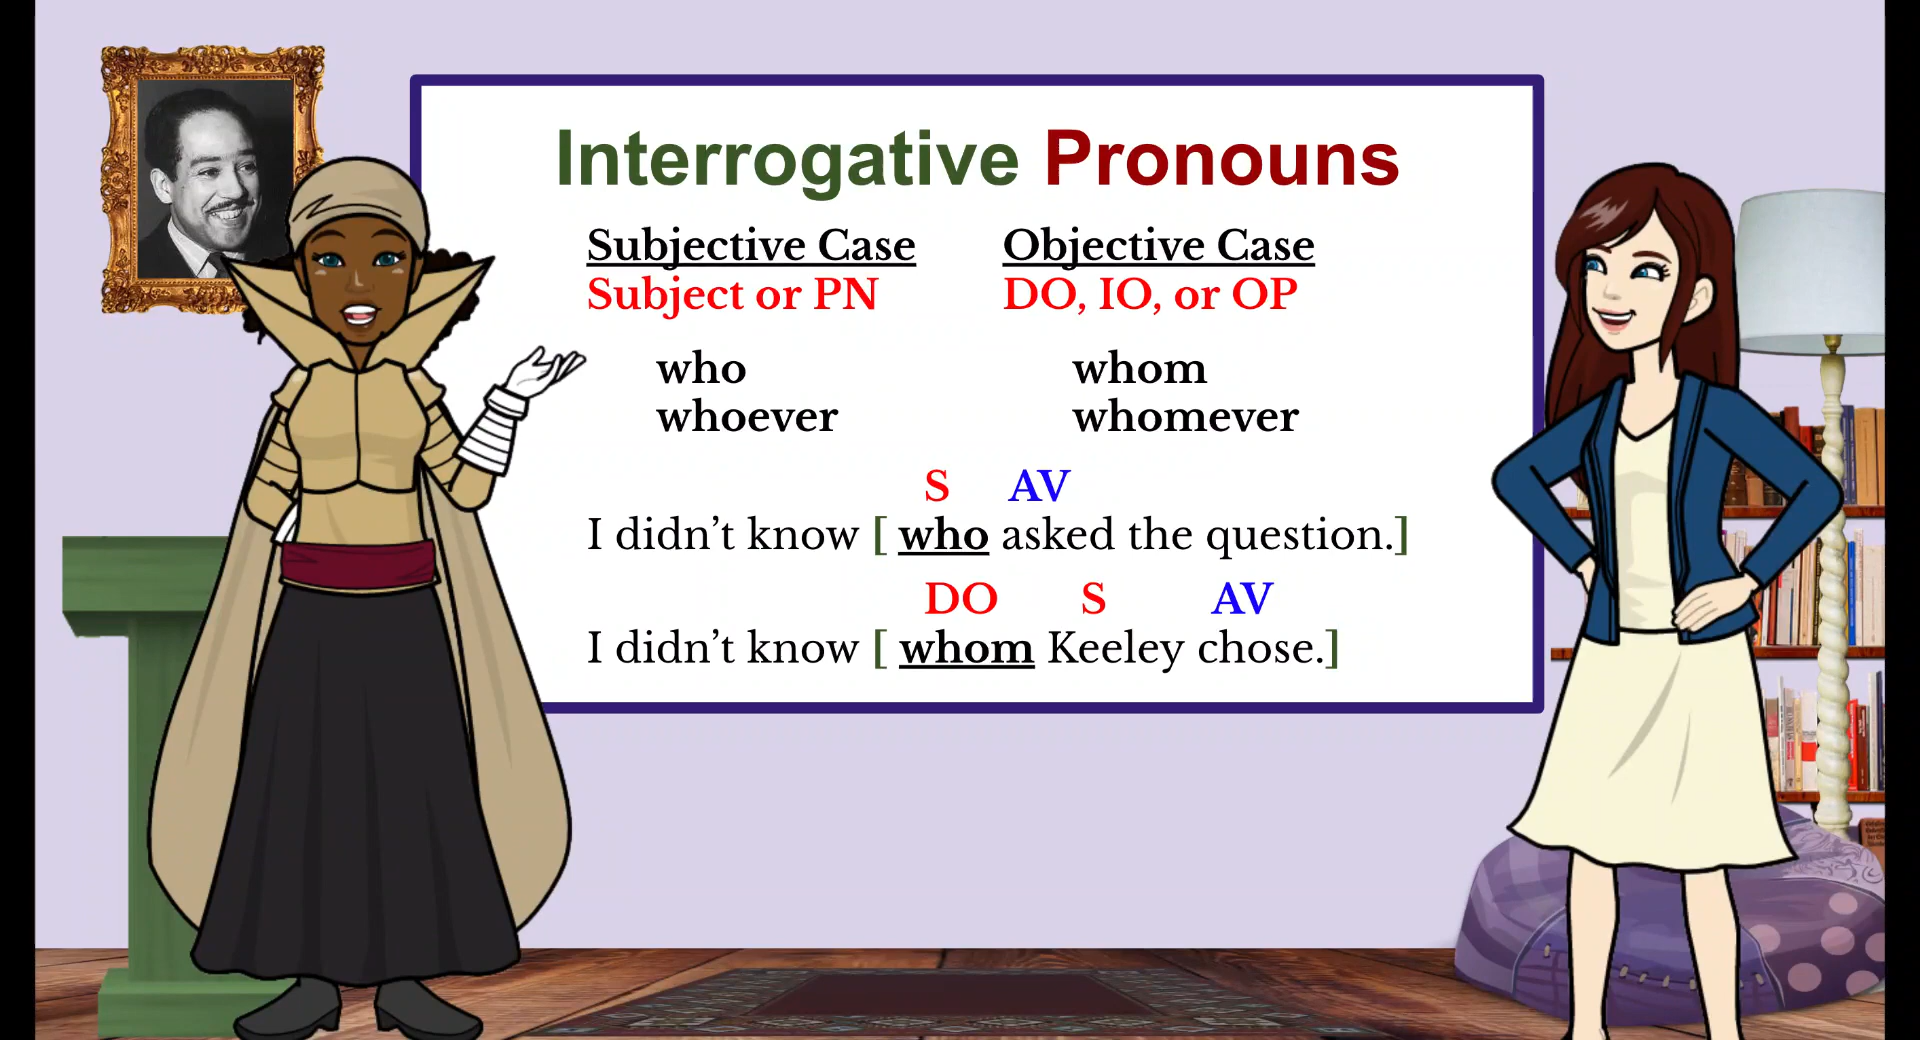 Interrogative Pronouns
Subjective Case Objective Case
Subject or PN DO, IO, or OP
who whom
whoever whomever
S AV
I didn’t know [ who asked the question.]
DO S AV
I didn’t know [ whom Keeley chose.]